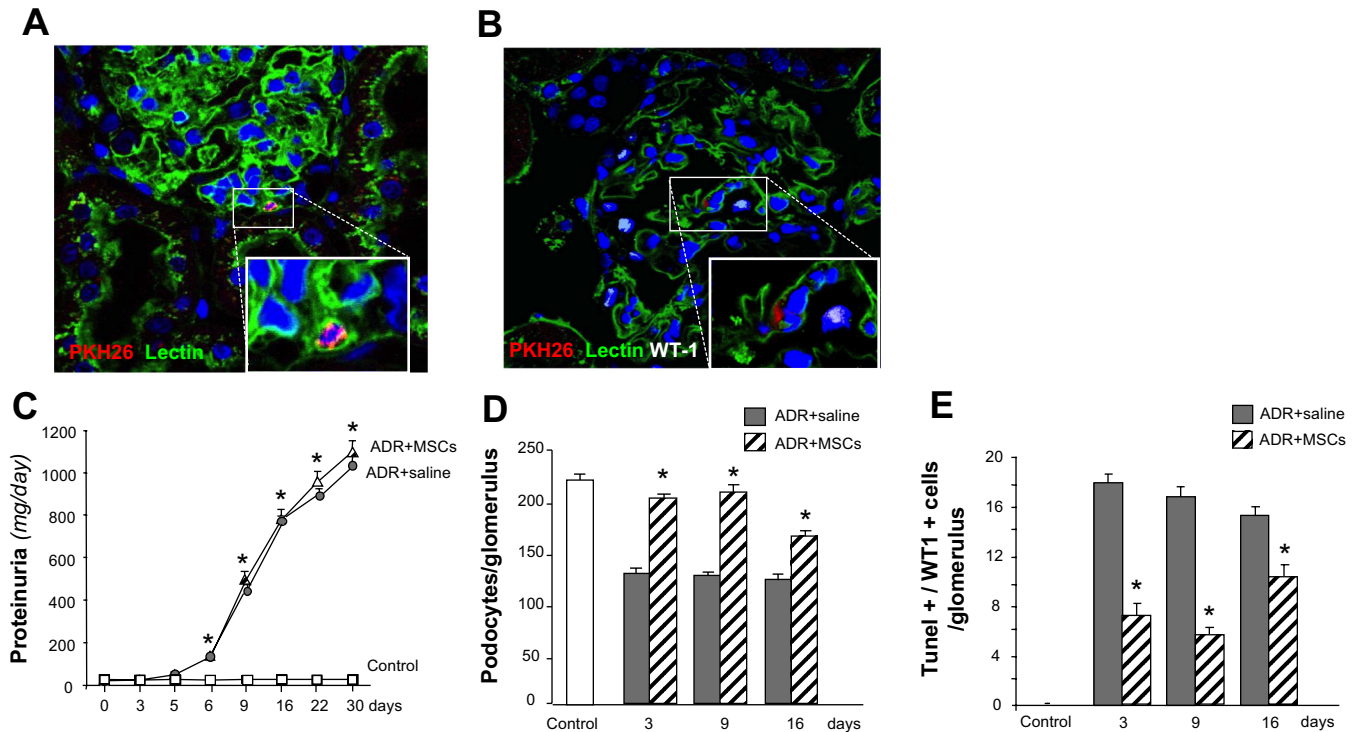 A
B
PKH26 Lectin
PKH26 Lectin WT-1
C
Proteinuria (mg/day)
1200
1000
800
600
400
200
0
* * * * * *
ADR+MSCs
ADR+saline
Control
0 3 5 6 9 16 22 30 days
D
ADR+saline
ADR+MSCs
Podocytes/glomerulus
250
200
150
100
50
0
* * *
Control 3 9 16 days
E
ADR+saline
ADR+MSCs
Tunel + / WT1 + cells
/glomerulus
20
16
12
8
4
0
* * *
Control 3 9 16 days